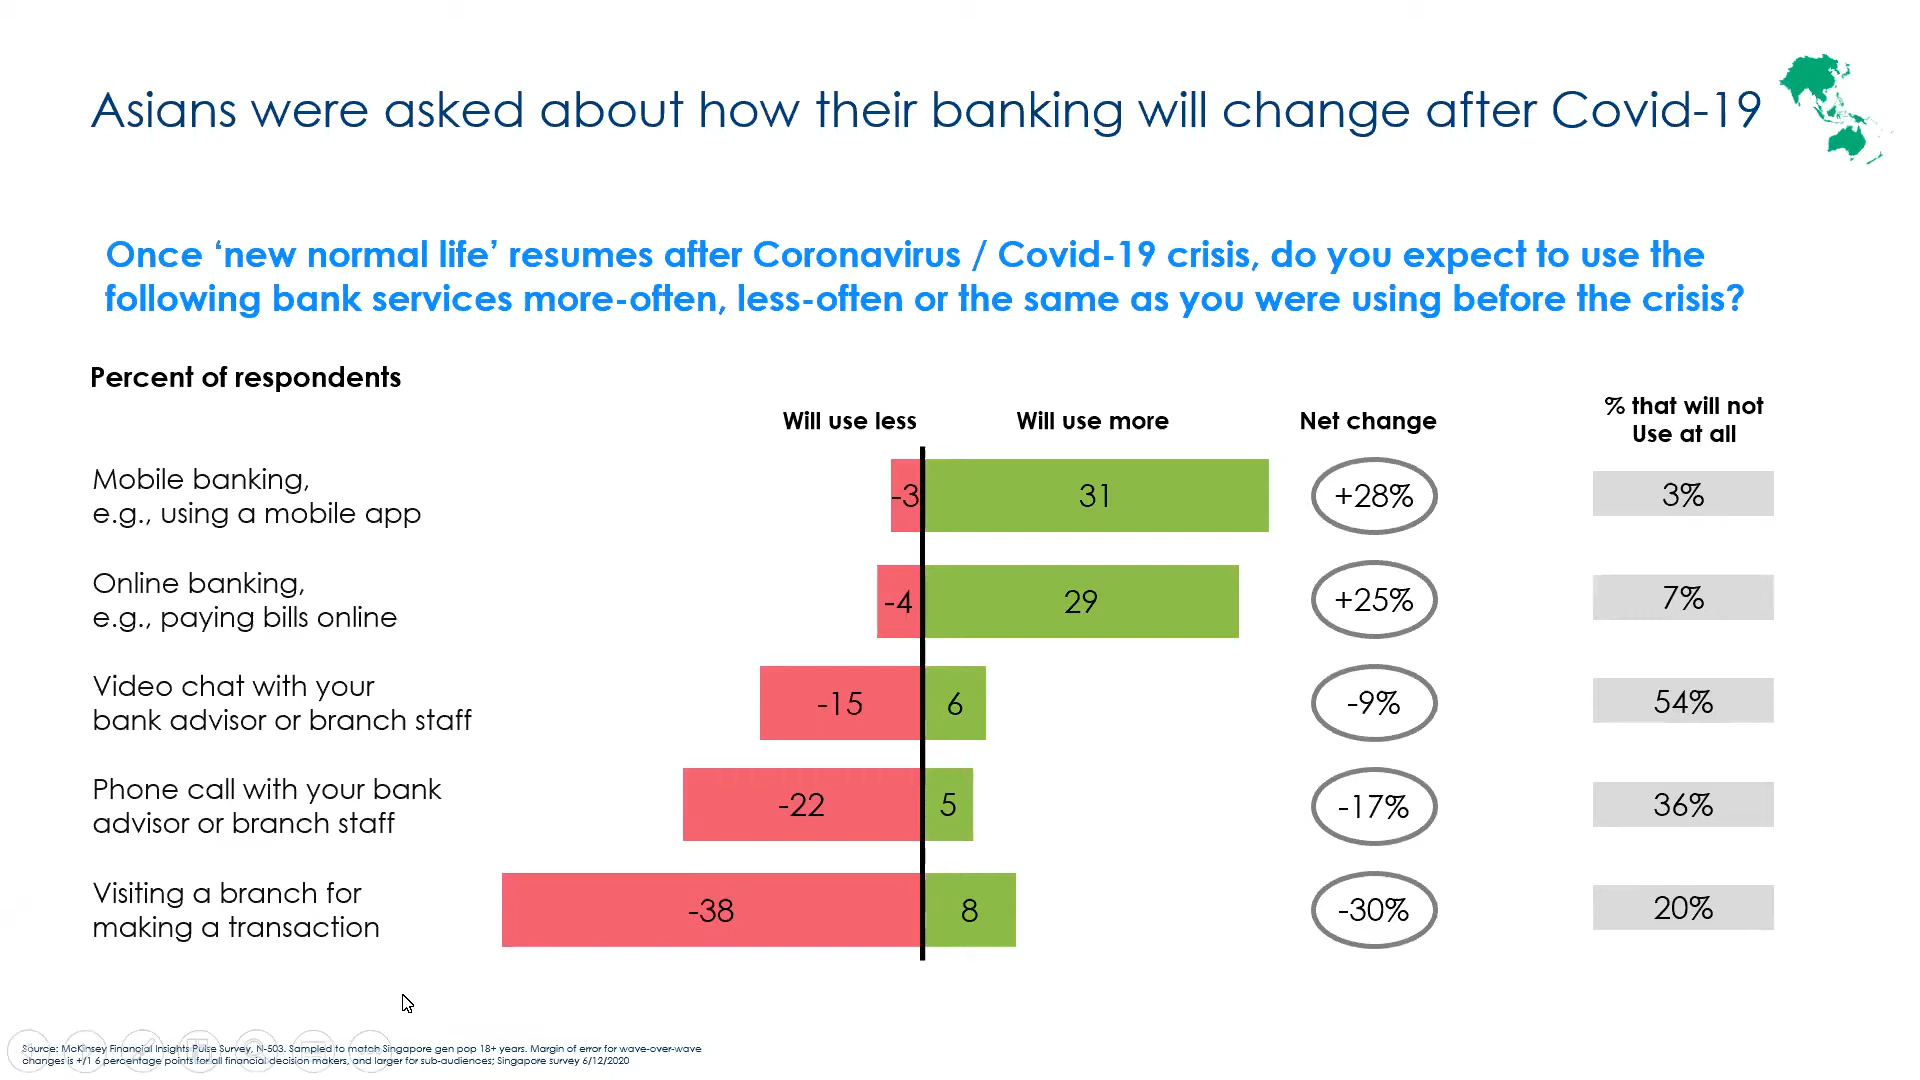 Asians were asked about how their banking will change after Covid-19
Once ‘new normal life’ resumes after Coronavirus / Covid-19 crisis, do you expect to use the
following bank services more-often, less-often or the same as you were using before the crisis?
Percent of respondents
Will use less
Will use more
Net change
% that will not
Use at all
Mobile banking,
e.g., using a mobile app
-3
31
+28%
3%
Online banking,
e.g., paying bills online
-4
29
+25%
7%
Video chat with your
bank advisor or branch staff
-15
6
-9%
54%
Phone call with your bank
advisor or branch staff
-22
5
-17%
36%
Visiting a branch for
making a transaction
-38
8
-30%
20%
Source: McKinsey Financial Insights Pulse Survey, N-503. Sampled to match Singapore gen pop 18+ years. Margin of error for wave-over-wave
changes is +/1 6 percentage points for all financial decision makers, and larger for sub-audiences; Singapore survey 6/12/2020